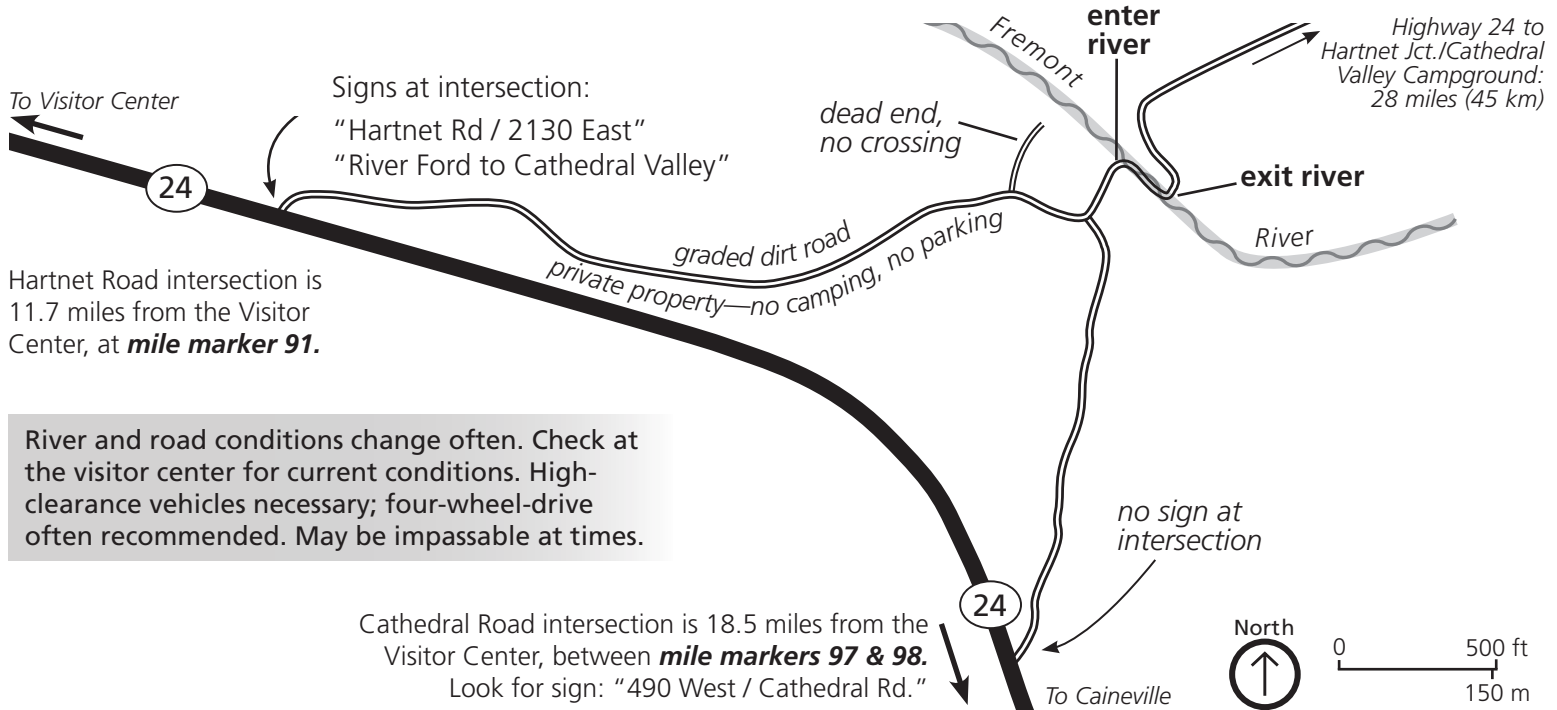 To Visitor Center
24
Signs at intersection:
“Hartnet Rd / 2130 East”
“River Ford to Cathedral Valley”
Fremont
enter
river
Highway 24 to
Hartnet Jct./Cathedral
Valley Campground:
28 miles (45 km)
dead end,
no crossing
exit river
River
graded dirt road
private property—no camping, no parking
Hartnet Road intersection is
11.7 miles from the Visitor
Center, at mile marker 91.
River and road conditions change often. Check at
the visitor center for current conditions. High-
clearance vehicles necessary; four-wheel-drive
often recommended. May be impassable at times.
no sign at
intersection
24
Cathedral Road intersection is 18.5 miles from the
Visitor Center, between mile markers 97 & 98.
Look for sign: “490 West / Cathedral Rd.”
To Caineville
North
0
500 ft
150 m